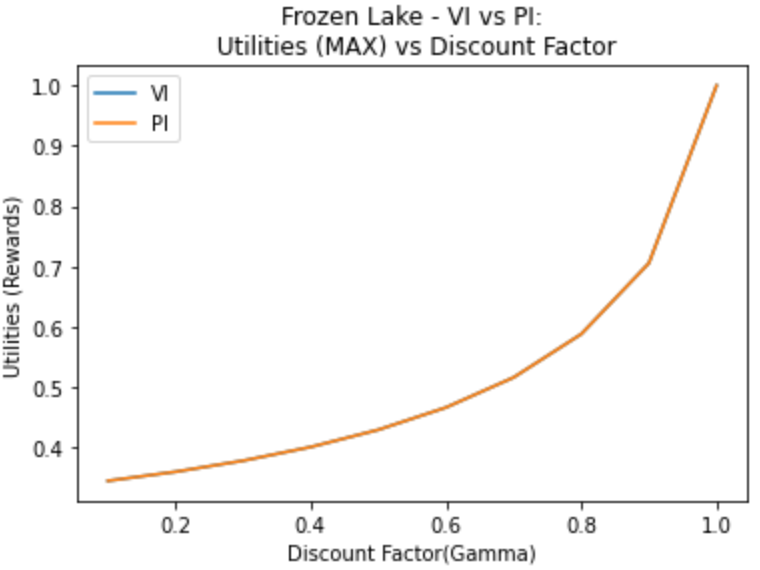 Frozen Lake - VI vs PI:
Utilities (MAX) vs Discount Factor
VI
PI
1.0
0.9
0.8
0.7
0.6
0.5
0.4
Utilities (Rewards)
0.2 0.4 0.6 0.8 1.0
Discount Factor(Gamma)